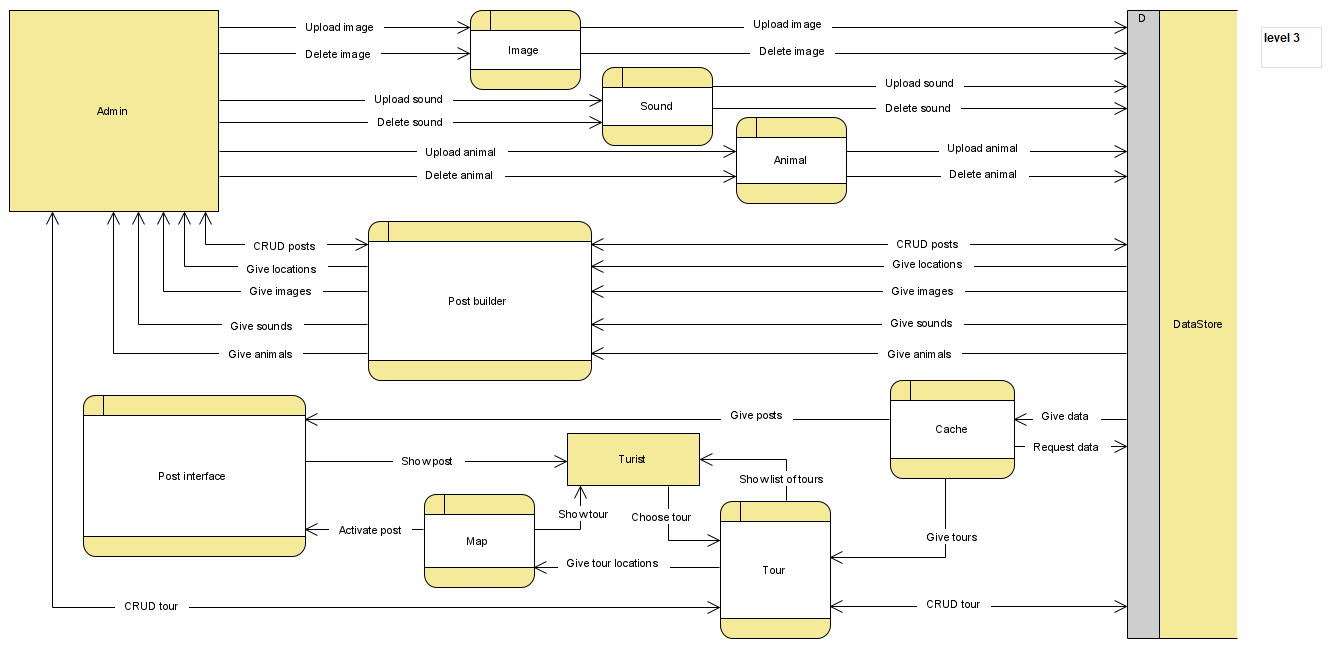 Upload image
Upload image
D
level 3
Delete image
Image
Delete image
Upload sound
Sound
Upload sound
Admin
Delete sound
Delete sound
Upload animal
Animal
Upload animal
Delete animal
Delete animal
CRUD posts
CRUD posts
Give locations
Give locations
Give images
Post builder
Give images
Give sounds
Give sounds
DataStore
Give animals
Give animals
Give posts
Cache
Give data
Request data
Post interface
Show post
Turist
Show list of tours
Show tour
Choose tour
Activate post
Map
Give tours
Give tour locations
Tour
CRUD tour
CRUD tour